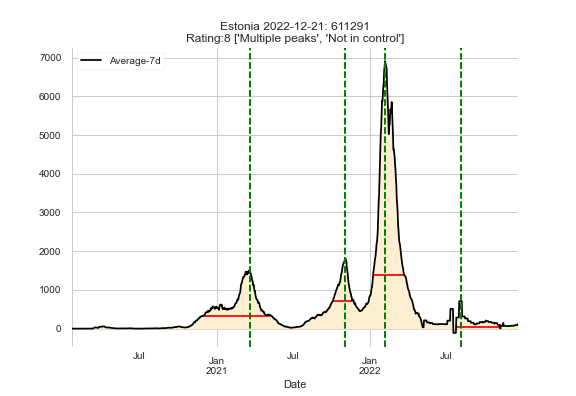 Estonia 2022-12-21: 611291
Rating:8 ['Multiple peaks', 'Not in control']
Average-7d
7000
6000
5000
4000
3000
2000
1000
0
Jul
Jan
2021
Jul
Jan
2022
Jul
Date